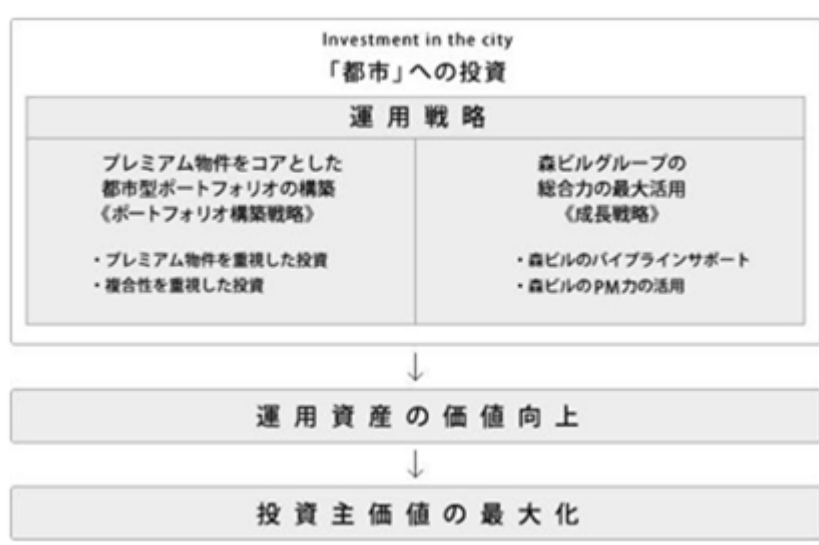 Investment in the city
「都市」への投資
運用戦略
プレミアム物件をコアとした
都市型ポートフォリオの構築
《ポートフォリオ構築戦略》
・プレミアム物件を重視した投資
・複合性を重視した投資
森ビルグループの
総合力の最大活用
《成長戦略》
・森ビルのパイプラインサポート
・森ビルのPM力の活用
↓
運用資産の価値向上
↓
投資主価値の最大化